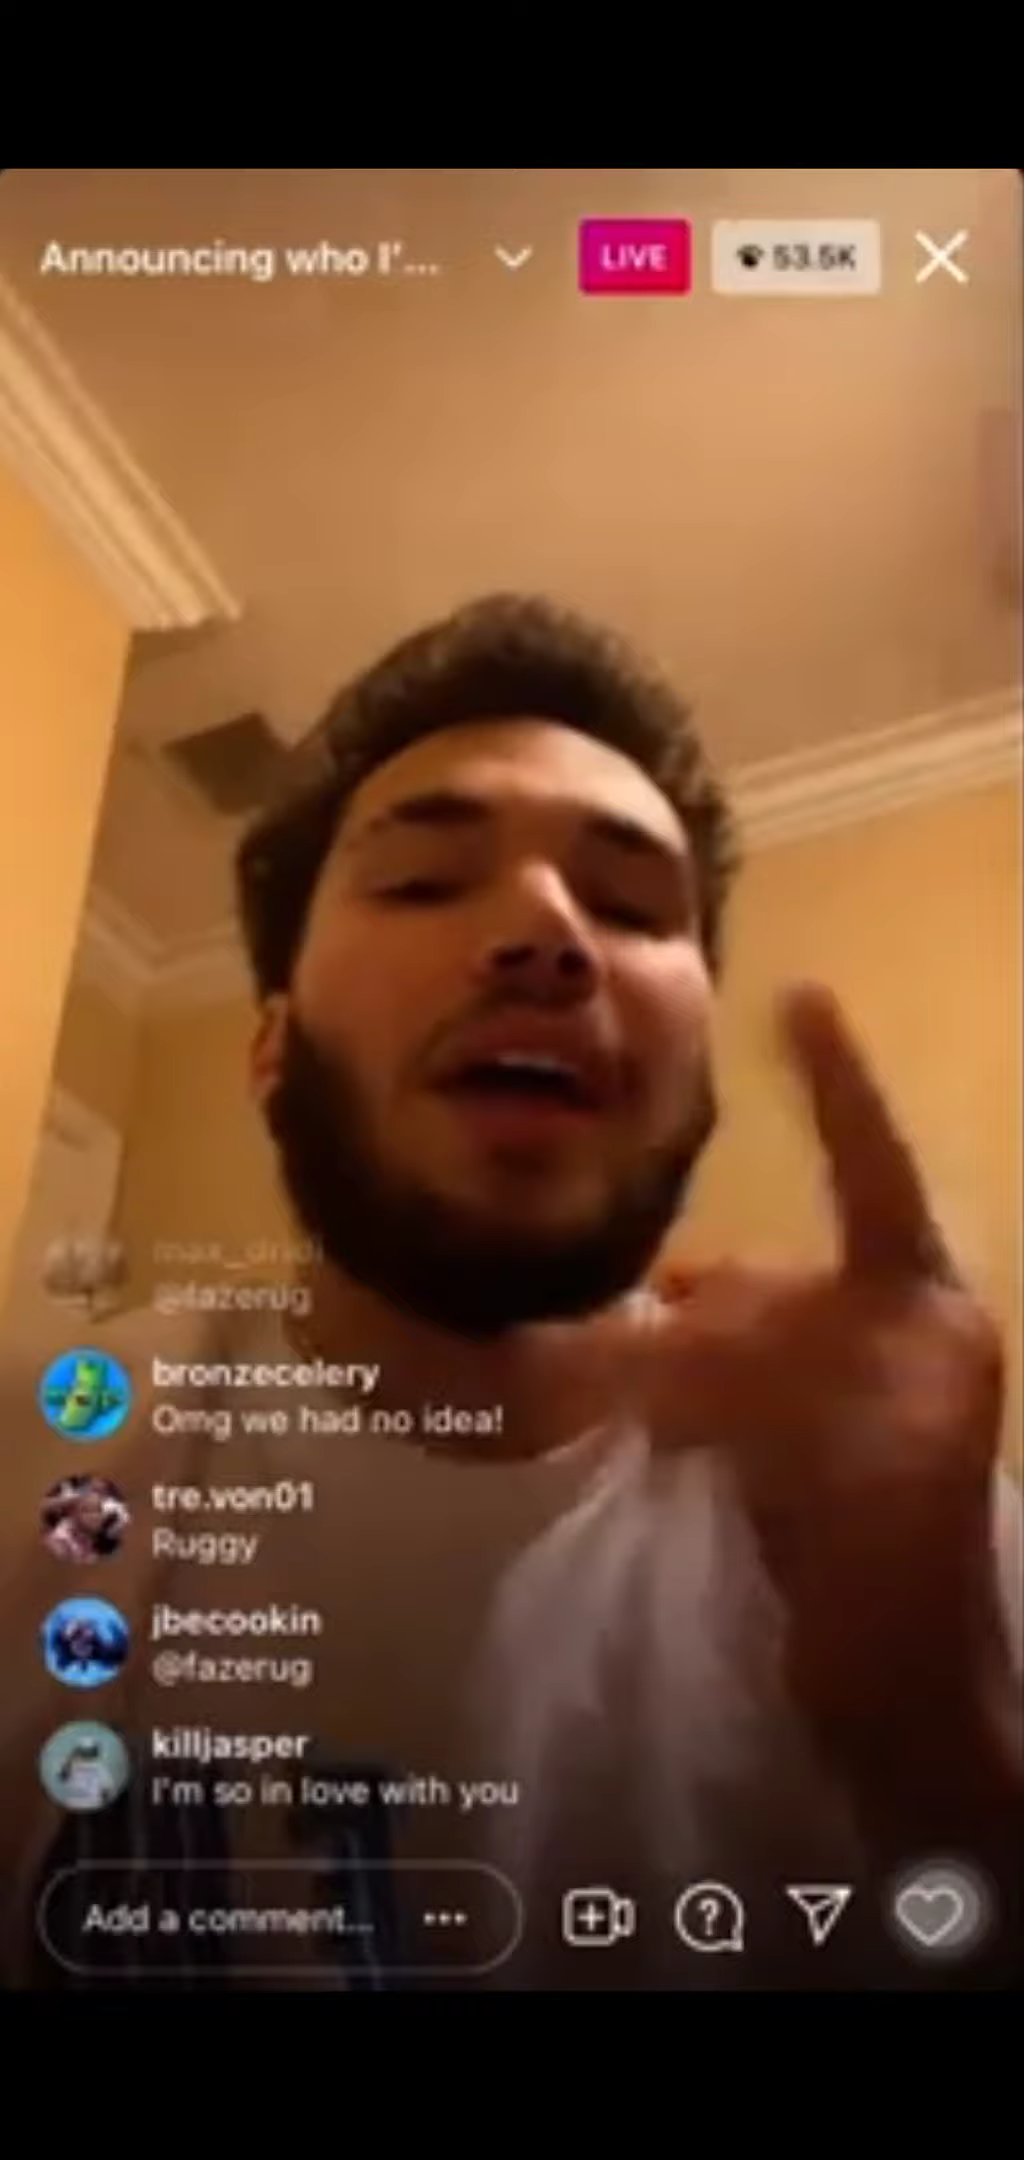 Announcing who I'...
LIVE
53.5K
@fazerug
bronzecelery
Omg we had no idea!
tre.von01
Ruggy
jbecookin
@fazerug
killjasper
I'm so in love with you
Add a comment...